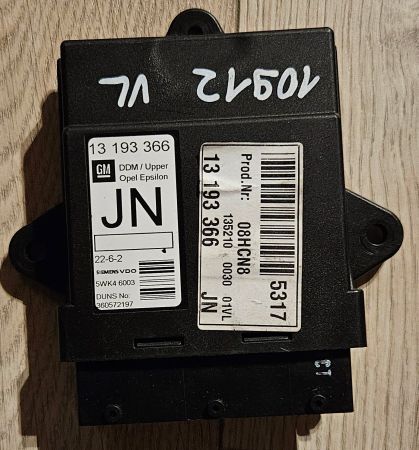 10912 VL
13 193 366
GM
DDM / Upper
Opel Epsilon
JN
22-6-2
SIEMENS VDO
5WK4 6003
DUNS No:
360572197
Prod.Nr: 08HCN8 5317
135210 0030 01VL
13 193 366 JN
CT